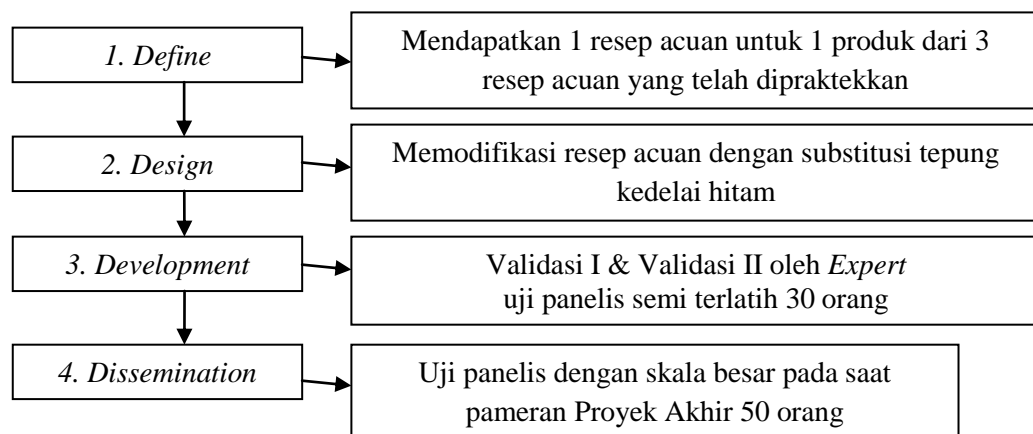 1. Define
Mendapatkan 1 resep acuan untuk 1 produk dari 3
resep acuan yang telah dipraktekkan
2. Design
Memodifikasi resep acuan dengan substitusi tepung
kedelai hitam
3. Development
Validasi I & Validasi II oleh Expert
uji panelis semi terlatih 30 orang
4. Dissemination
Uji panelis dengan skala besar pada saat
pameran Proyek Akhir 50 orang